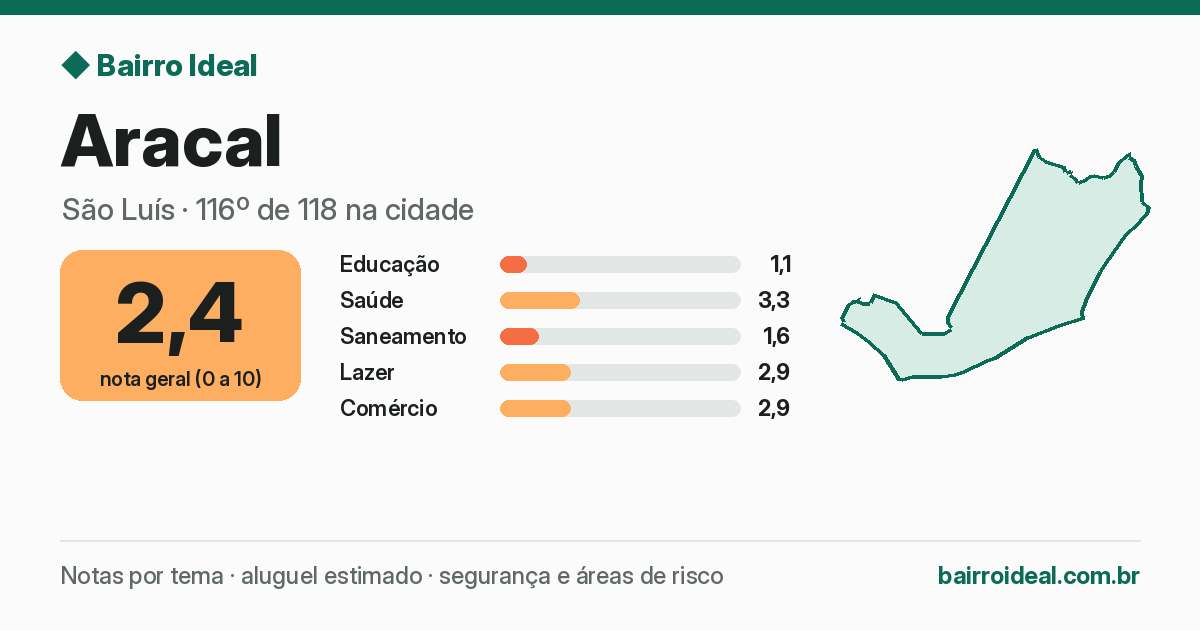 Bairro Ideal
Aracal
São Luís · 116º de 118 na cidade
2,4
nota geral (0 a 10)
Educação 1,1
Saúde 3,3
Saneamento 1,6
Lazer 2,9
Comércio 2,9
Notas por tema · aluguel estimado · segurança e áreas de risco
bairroideal.com.br